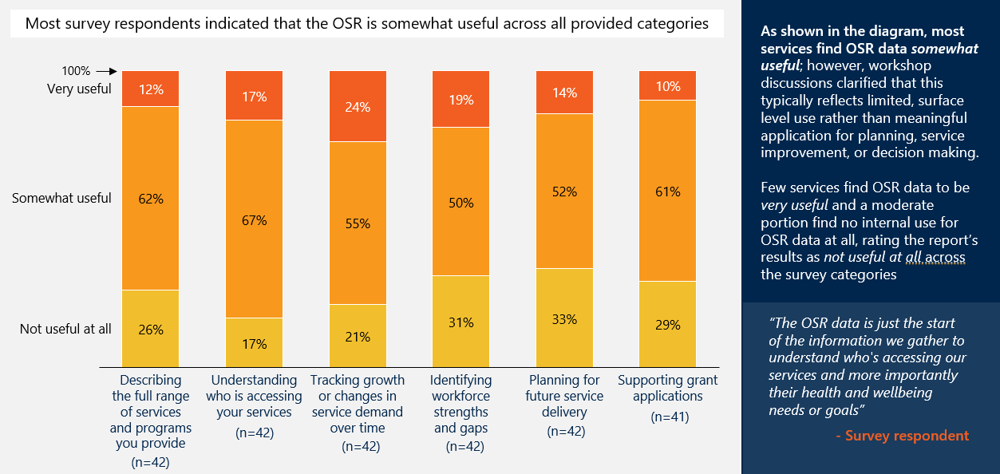 Most survey respondents indicated that the OSR is somewhat useful across all provided categories
100%
Very useful
Somewhat useful
Not useful at all
12%
62%
26%
17%
67%
17%
24%
55%
21%
19%
50%
31%
14%
52%
33%
10%
61%
29%
Describing
the full range
of services
and programs
you provide
(n=42)
Understanding
who is accessing
your services
(n=42)
Tracking growth
or changes in
service demand
over time
(n=42)
Identifying
workforce
strengths
and gaps
(n=42)
Planning for
future service
delivery
(n=42)
Supporting grant
applications
(n=41)
As shown in the diagram, most
services find OSR data somewhat
useful; however, workshop
discussions clarified that this
typically reflects limited, surface
level use rather than meaningful
application for planning, service
improvement, or decision making.
Few services find OSR data to be
very useful and a moderate
portion find no internal use for
OSR data at all, rating the report’s
results as not useful at all across
the survey categories
“The OSR data is just the start
of the information we gather to
understand who's accessing our
services and more importantly
their health and wellbeing
needs or goals”
- Survey respondent